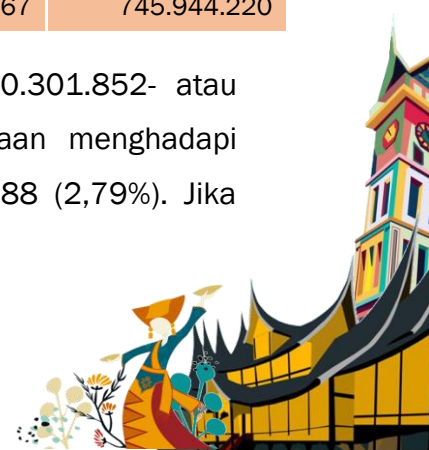 67 745.944.220
0.301.852- atau
aan menghadapi
88 (2,79%). Jika